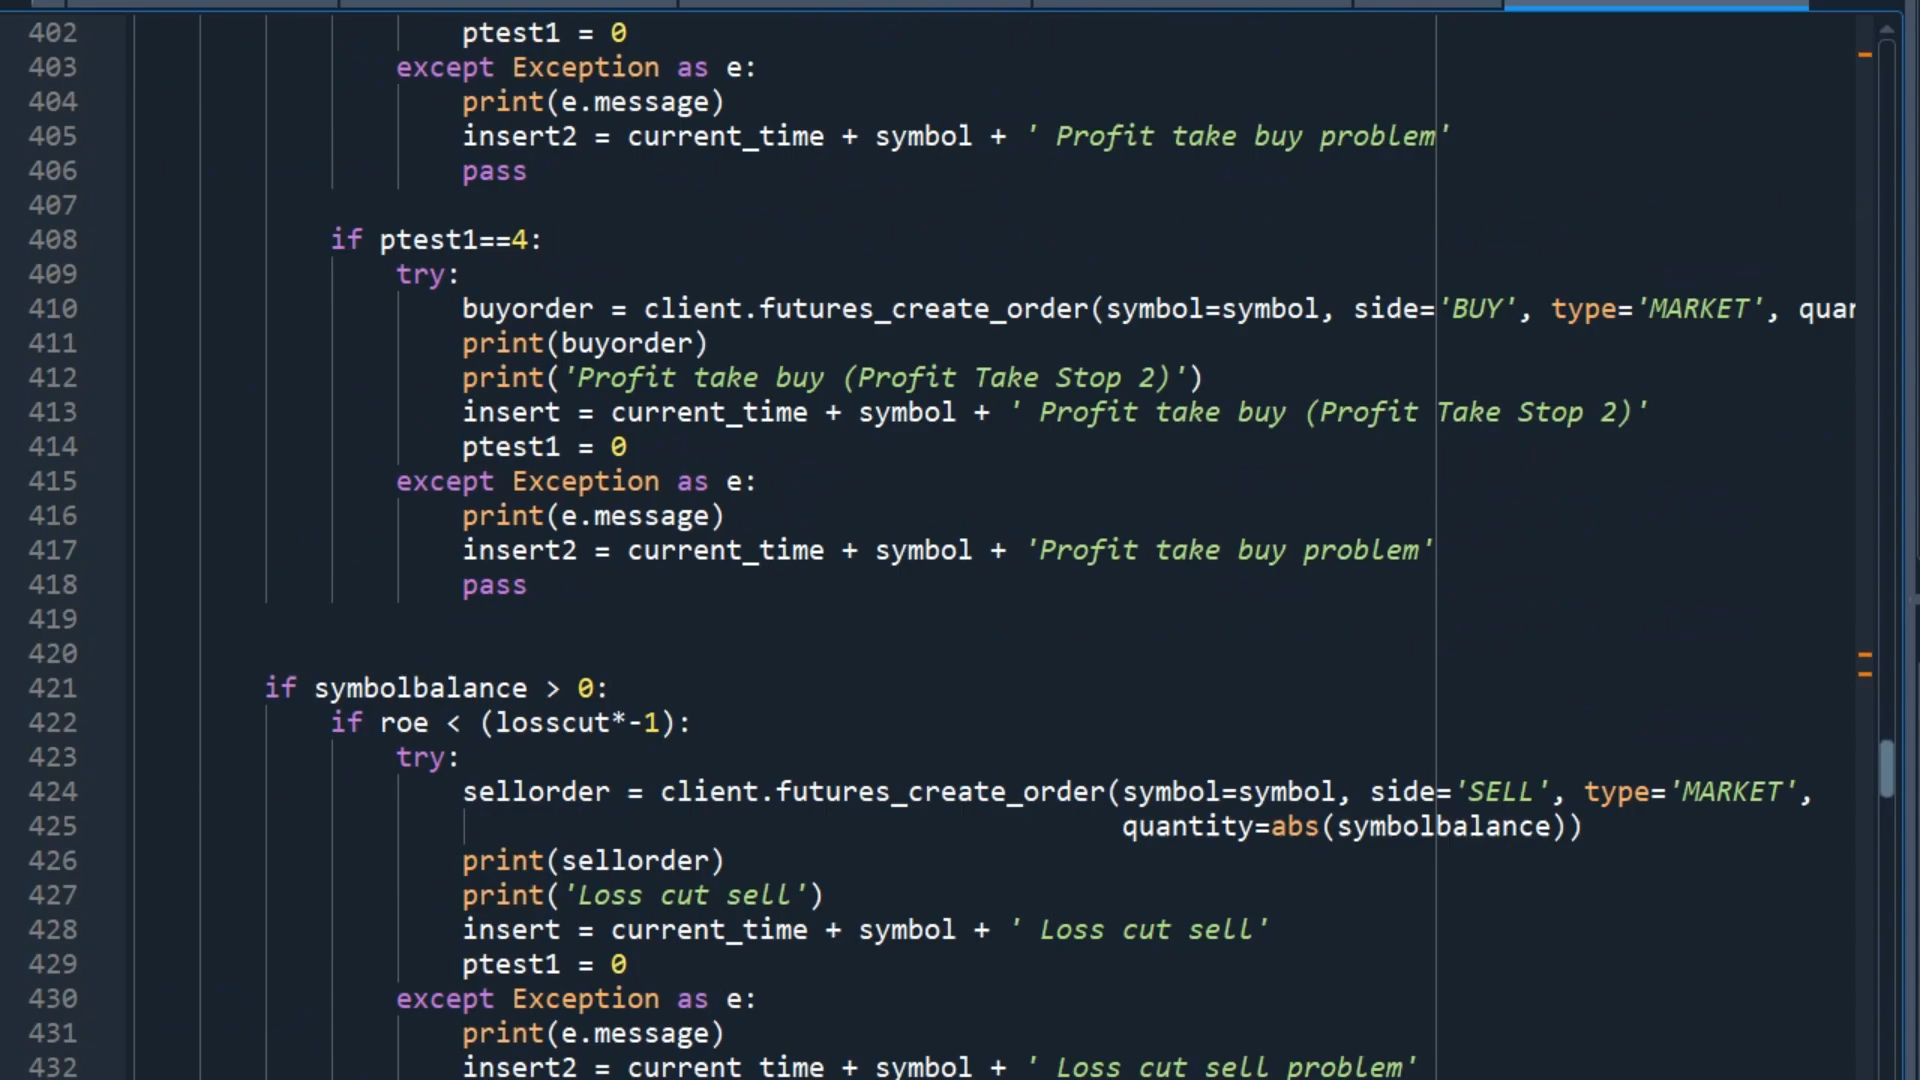 402 ptest1 = 0
403 except Exception as e:
404 print(e.message)
405 insert2 = current_time + symbol + ' Profit take buy problem'
406 pass
407
408 if ptest1==4:
409 try:
410 buyorder = client.futures_create_order(symbol=symbol, side='BUY', type='MARKET', quan
411 print(buyorder)
412 print('Profit take buy (Profit Take Stop 2)')
413 insert = current_time + symbol + ' Profit take buy (Profit Take Stop 2)'
414 ptest1 = 0
415 except Exception as e:
416 print(e.message)
417 insert2 = current_time + symbol + 'Profit take buy problem'
418 pass
419
420
421 if symbolbalance > 0:
422 if roe < (losscut*-1):
423 try:
424 sellorder = client.futures_create_order(symbol=symbol, side='SELL', type='MARKET',
425 quantity=abs(symbolbalance))
426 print(sellorder)
427 print('Loss cut sell')
428 insert = current_time + symbol + ' Loss cut sell'
429 ptest1 = 0
430 except Exception as e:
431 print(e.message)
432 insert2 = current_time + symbol + ' Loss cut sell problem'